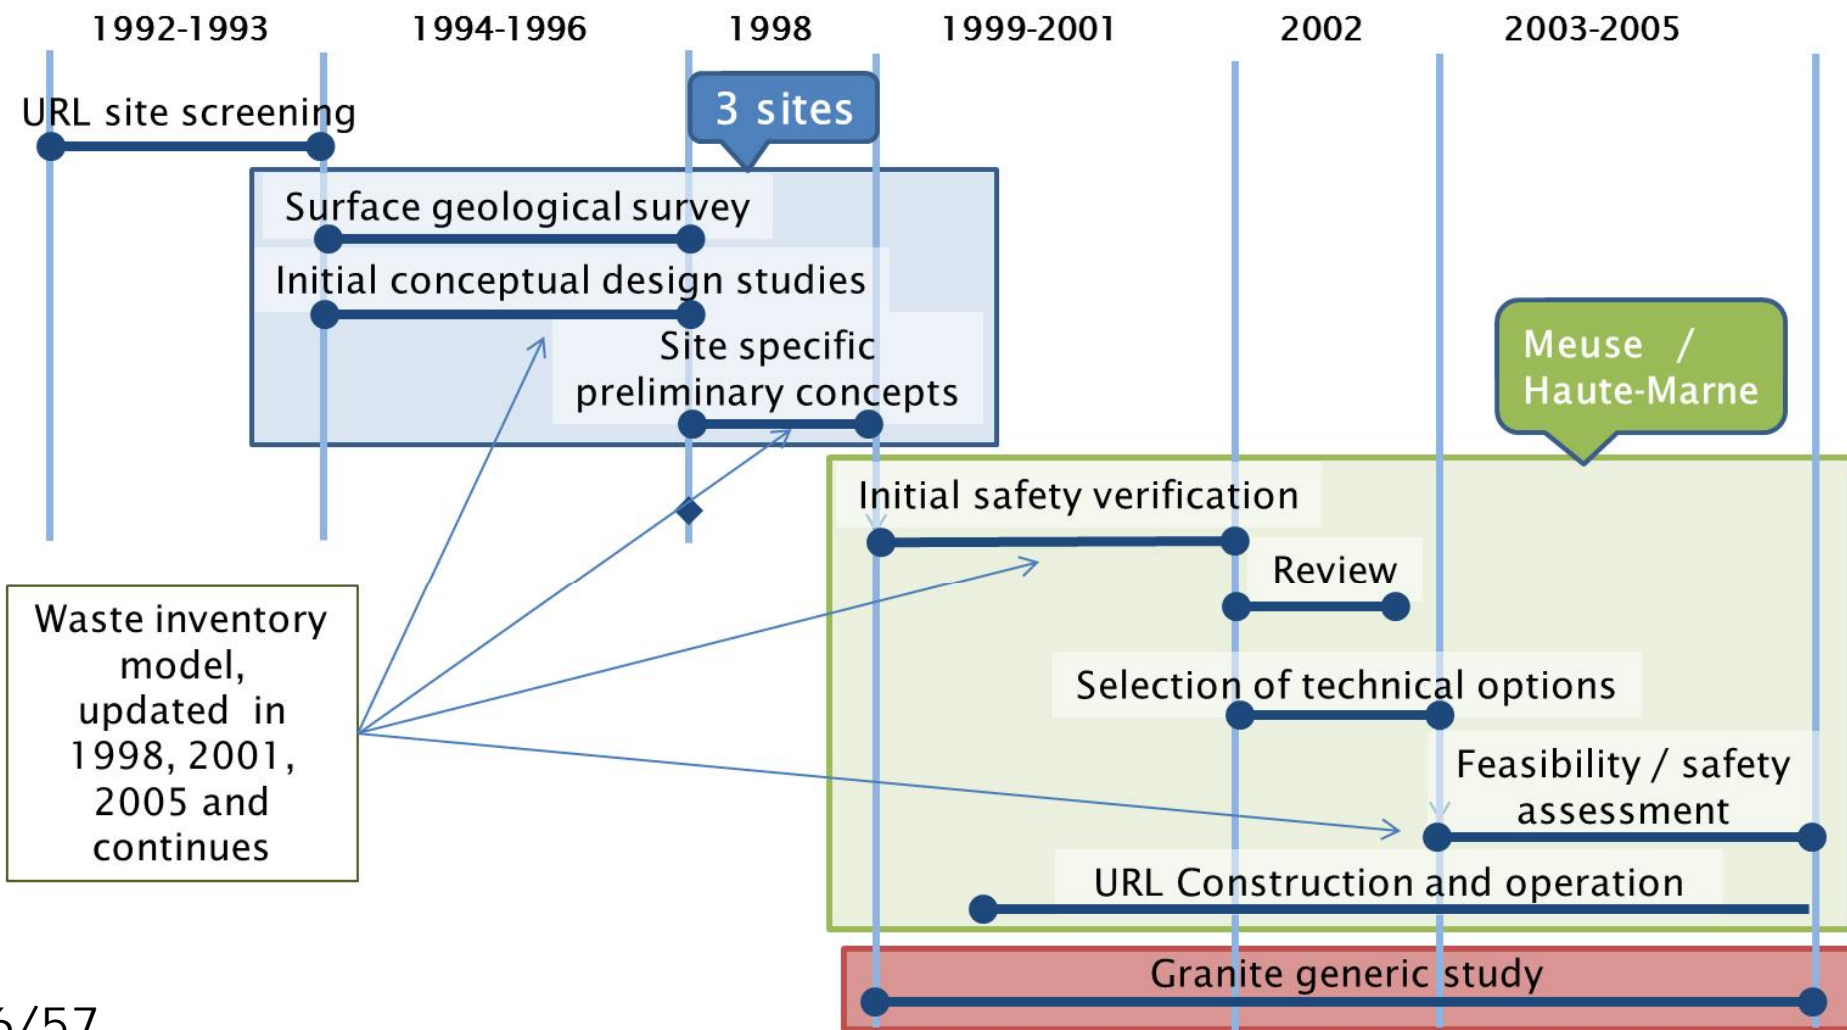 1992-1993
1994-1996
1998
1999-2001
2002
2003-2005
URL site screening
3 sites
Surface geological survey
Initial conceptual design studies
Site specific
preliminary concepts
Meuse /
Haute-Marne
Initial safety verification
Review
Waste inventory
model,
updated in
1998, 2001,
2005 and
continues
Selection of technical options
Feasibility / safety
assessment
URL Construction and operation
Granite generic study
6/57